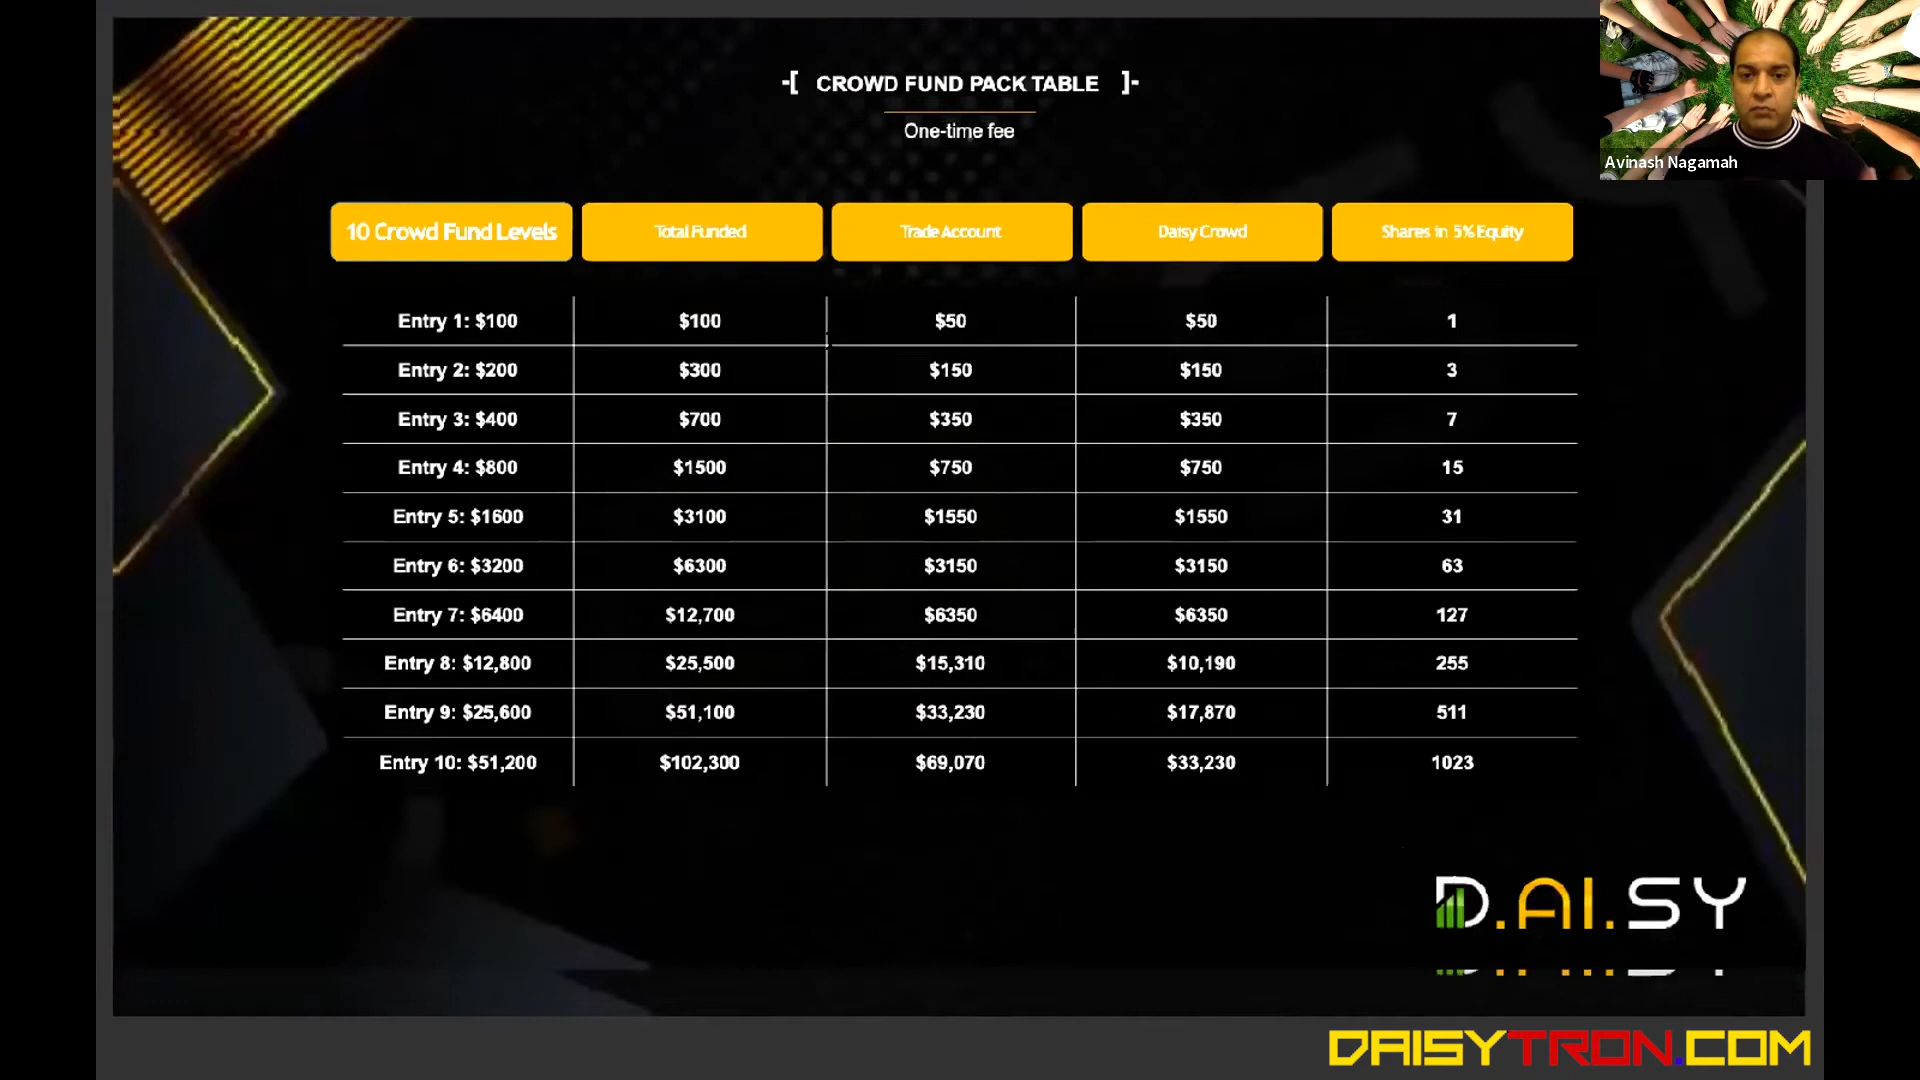 -[ CROWD FUND PACK TABLE ]-
One-time fee
Avinash Nagamah
10 Crowd Fund Levels Total Funded Trade Account Daisy Crowd Shares in 5% Equity
Entry 1: $100 $100 $50 $50 1
Entry 2: $200 $300 $150 $150 3
Entry 3: $400 $700 $350 $350 7
Entry 4: $800 $1500 $750 $750 15
Entry 5: $1600 $3100 $1550 $1550 31
Entry 6: $3200 $6300 $3150 $3150 63
Entry 7: $6400 $12,700 $6350 $6350 127
Entry 8: $12,800 $25,500 $15,310 $10,190 255
Entry 9: $25,600 $51,100 $33,230 $17,870 511
Entry 10: $51,200 $102,300 $69,070 $33,230 1023
D.AI.SY
DAISYTRON.COM